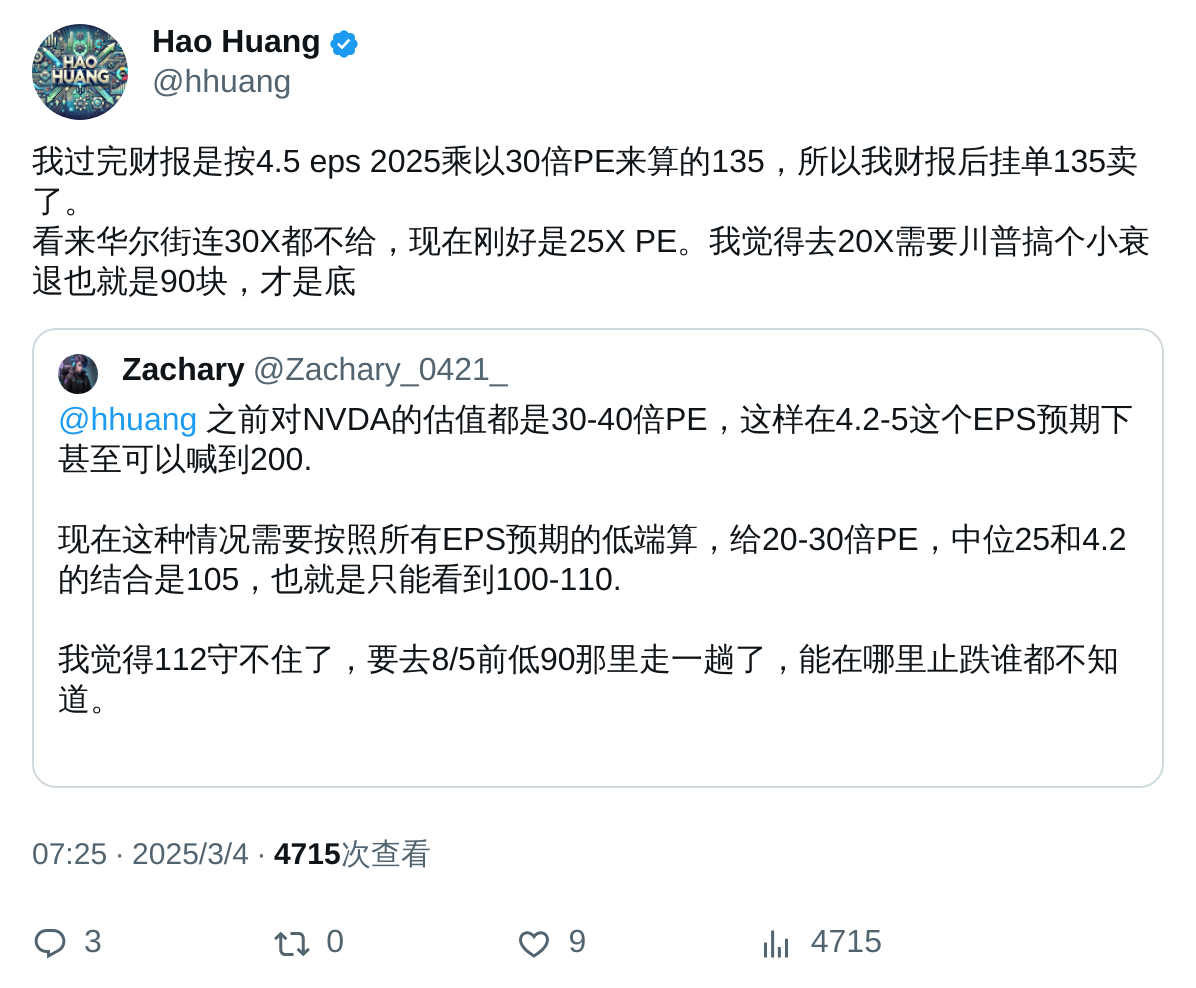 HAO
HUANG
Hao Huang
@hhuang
我过完财报是按4.5 eps 2025乘以30倍PE来算的135，所以我财报后挂单135卖
了。
看来华尔街连30X都不给，现在刚好是25X PE。我觉得去20X需要川普搞个小衰
退也就是90块，才是底
Zachary @Zachary_0421_
@hhuang 之前对NVDA的估值都是30-40倍PE，这样在4.2-5这个EPS预期下
甚至可以喊到200.
现在这种情况需要按照所有EPS预期的低端算，给20-30倍PE，中位25和4.2
的结合是105，也就是只能看到100-110.
我觉得112守不住了，要去8/5前低90那里走一趟了，能在哪里止跌谁都不知
道。
07:25 · 2025/3/4 · 4715次查看
3 0 9 4715